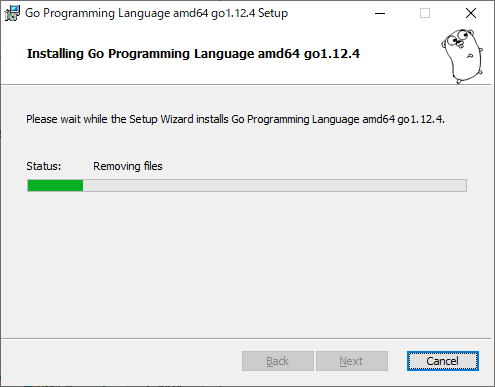 Go Programming Language amd64 go1.12.4 Setup
Installing Go Programming Language amd64 go1.12.4
Please wait while the Setup Wizard installs Go Programming Language amd64 go1.12.4.
Status: Removing files
Back Next Cancel